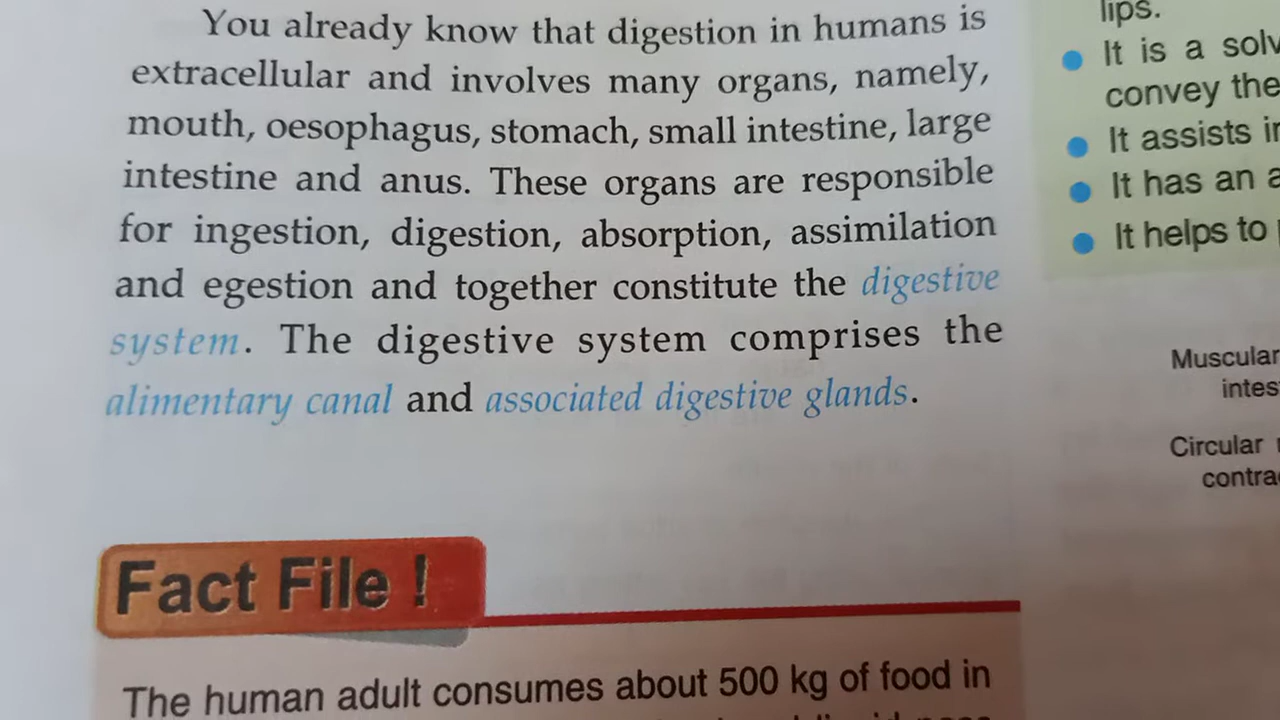 You already know that digestion in humans is
extracellular and involves many organs, namely,
mouth, oesophagus, stomach, small intestine, large
intestine and anus. These organs are responsible
for ingestion, digestion, absorption, assimilation
and egestion and together constitute the digestive
system. The digestive system comprises the
alimentary canal and associated digestive glands.
Fact File !
The human adult consumes about 500 kg of food in
lips.
It is a
convey the
It assists
It has an
It helps to
Muscular
Circular